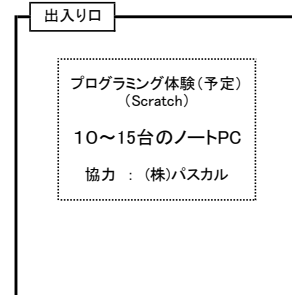 出入り口
プログラミング体験(予定)
(Scratch)
１０～15台のノートPC
協力　：　(株)パスカル